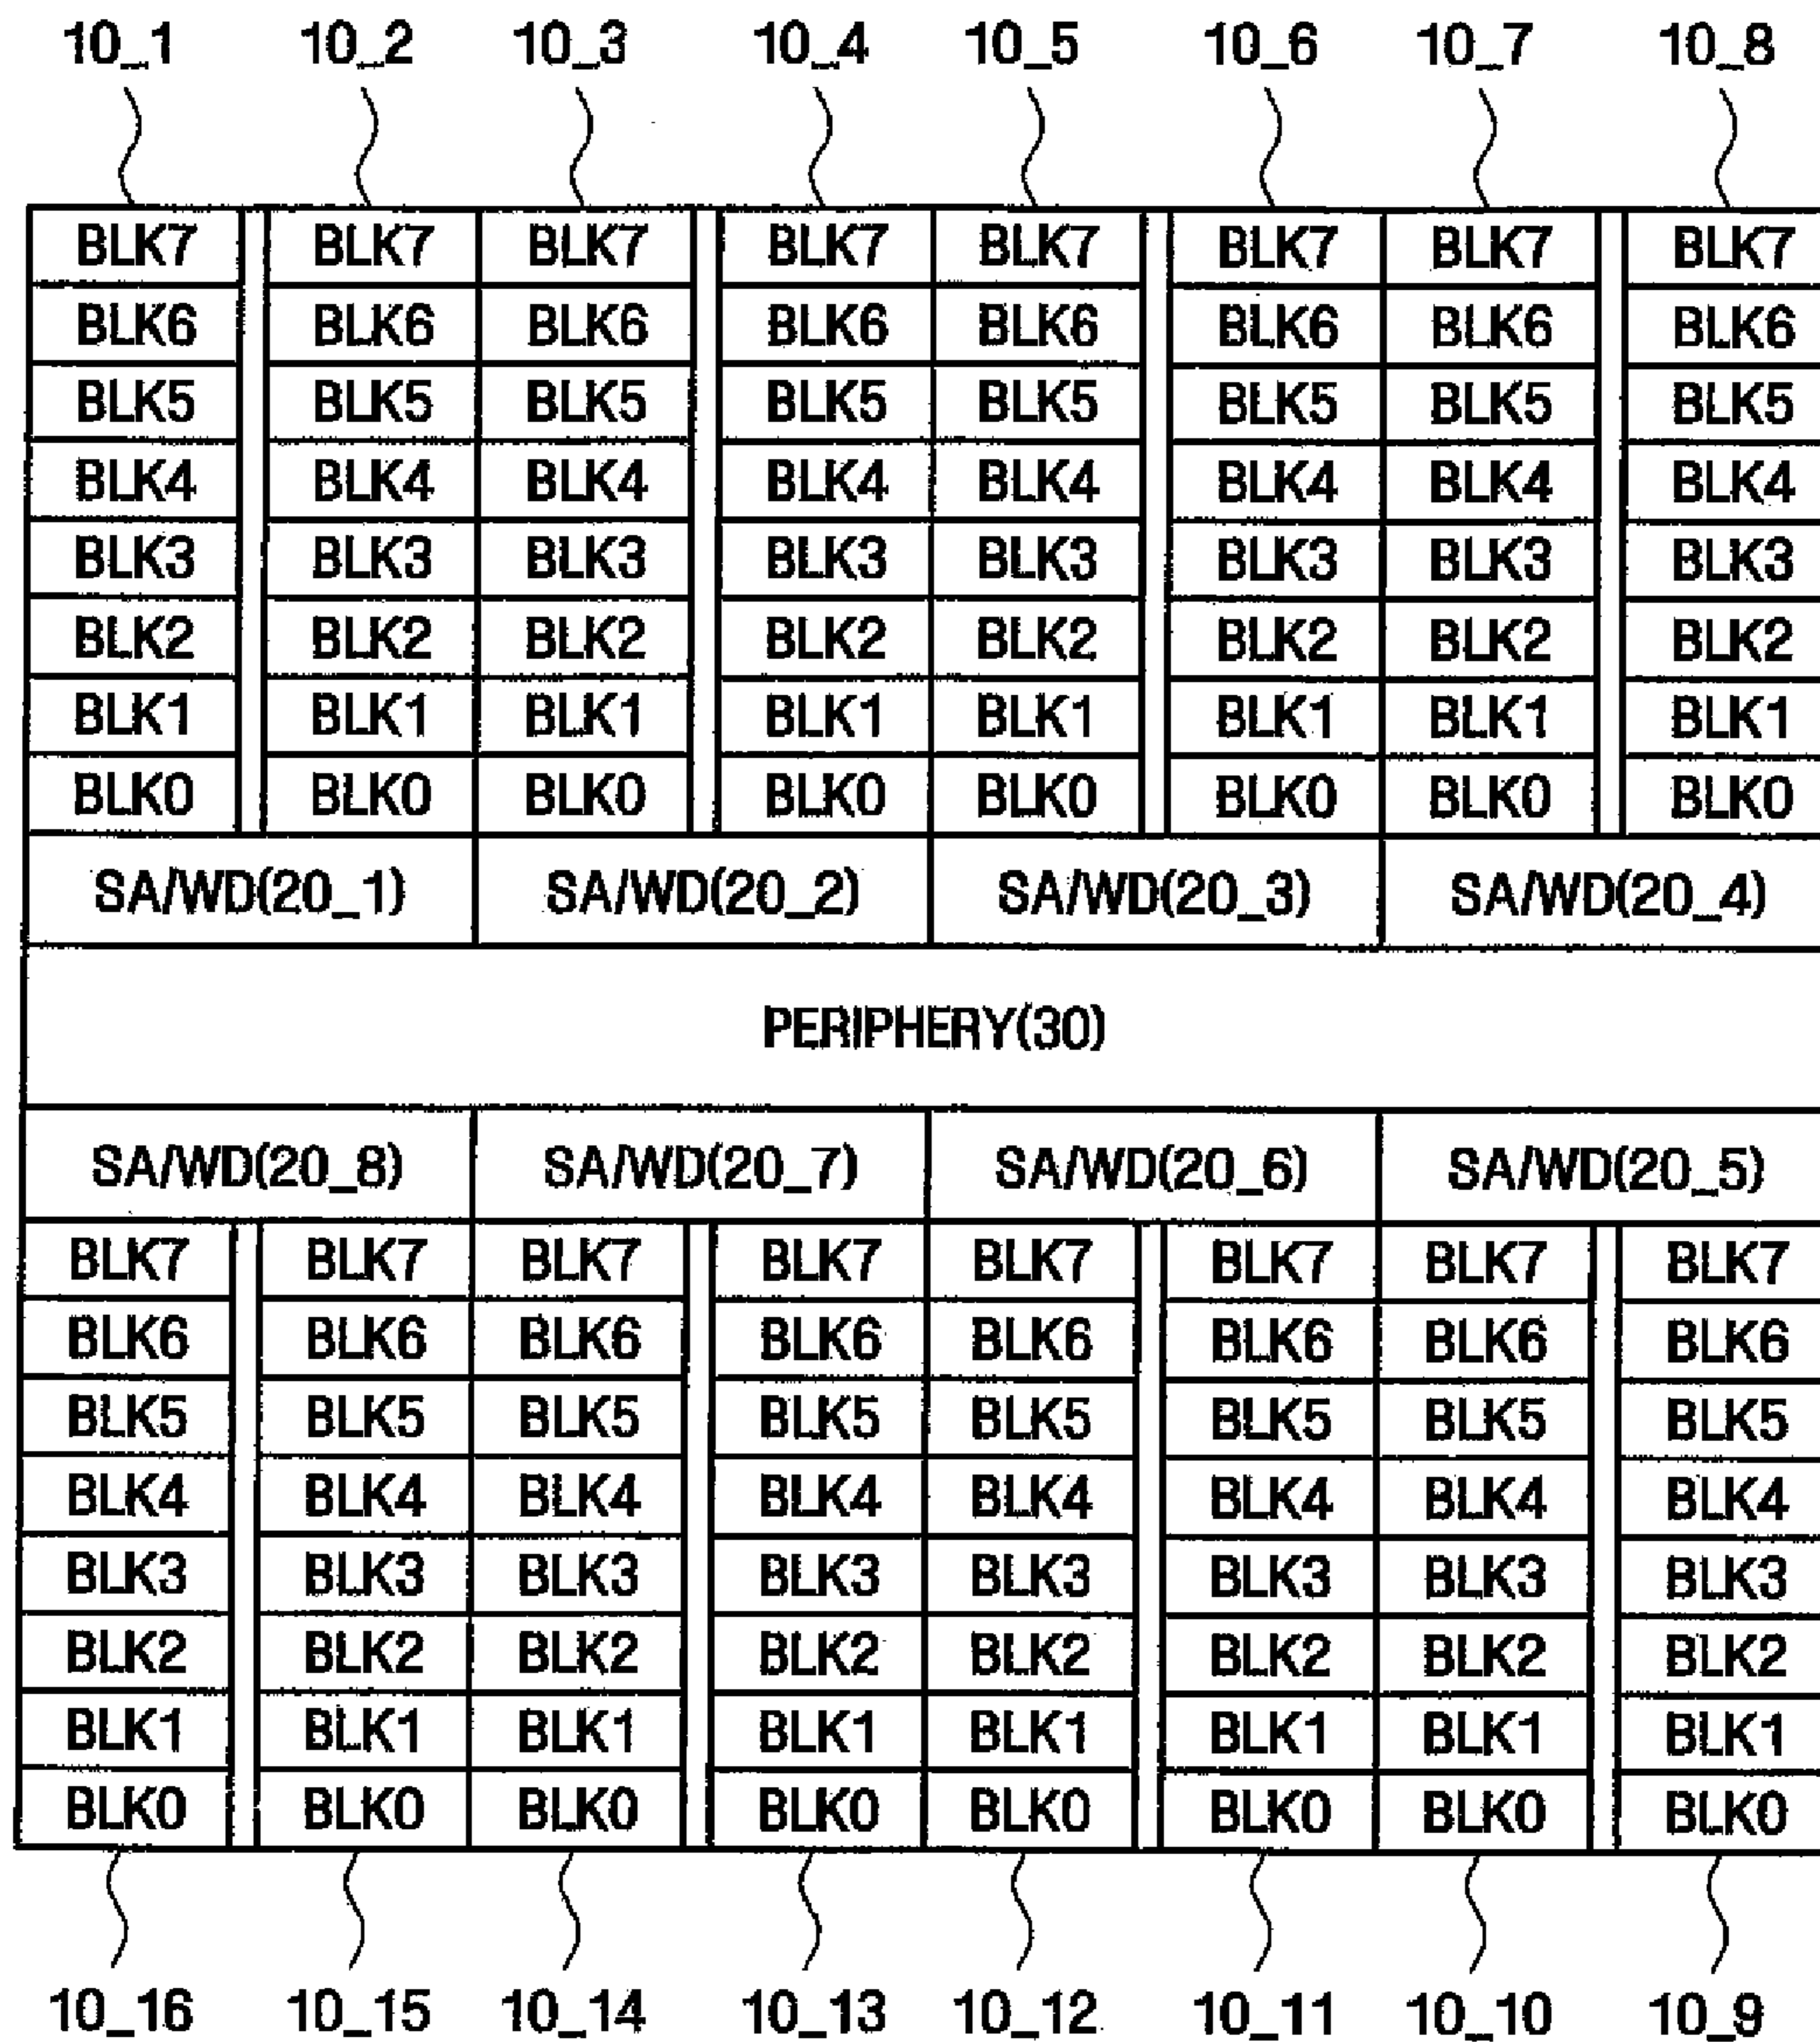 10_1 10_2 10_3 10_4 10_5 10_6 10_7 10_8
BLK7 BLK7 BLK7 BLK7 BLK7 BLK7 BLK7 BLK7
BLK6 BLK6 BLK6 BLK6 BLK6 BLK6 BLK6 BLK6
BLK5 BLK5 BLK5 BLK5 BLK5 BLK5 BLK5 BLK5
BLK4 BLK4 BLK4 BLK4 BLK4 BLK4 BLK4 BLK4
BLK3 BLK3 BLK3 BLK3 BLK3 BLK3 BLK3 BLK3
BLK2 BLK2 BLK2 BLK2 BLK2 BLK2 BLK2 BLK2
BLK1 BLK1 BLK1 BLK1 BLK1 BLK1 BLK1 BLK1
BLK0 BLK0 BLK0 BLK0 BLK0 BLK0 BLK0 BLK0
SA/WD(20_1) SA/WD(20_2) SA/WD(20_3) SA/WD(20_4)
PERIPHERY(30)
SA/WD(20_8) SA/WD(20_7) SA/WD(20_6) SA/WD(20_5)
BLK7 BLK7 BLK7 BLK7 BLK7 BLK7 BLK7 BLK7
BLK6 BLK6 BLK6 BLK6 BLK6 BLK6 BLK6 BLK6
BLK5 BLK5 BLK5 BLK5 BLK5 BLK5 BLK5 BLK5
BLK4 BLK4 BLK4 BLK4 BLK4 BLK4 BLK4 BLK4
BLK3 BLK3 BLK3 BLK3 BLK3 BLK3 BLK3 BLK3
BLK2 BLK2 BLK2 BLK2 BLK2 BLK2 BLK2 BLK2
BLK1 BLK1 BLK1 BLK1 BLK1 BLK1 BLK1 BLK1
BLK0 BLK0 BLK0 BLK0 BLK0 BLK0 BLK0 BLK0
10_16 10_15 10_14 10_13 10_12 10_11 10_10 10_9